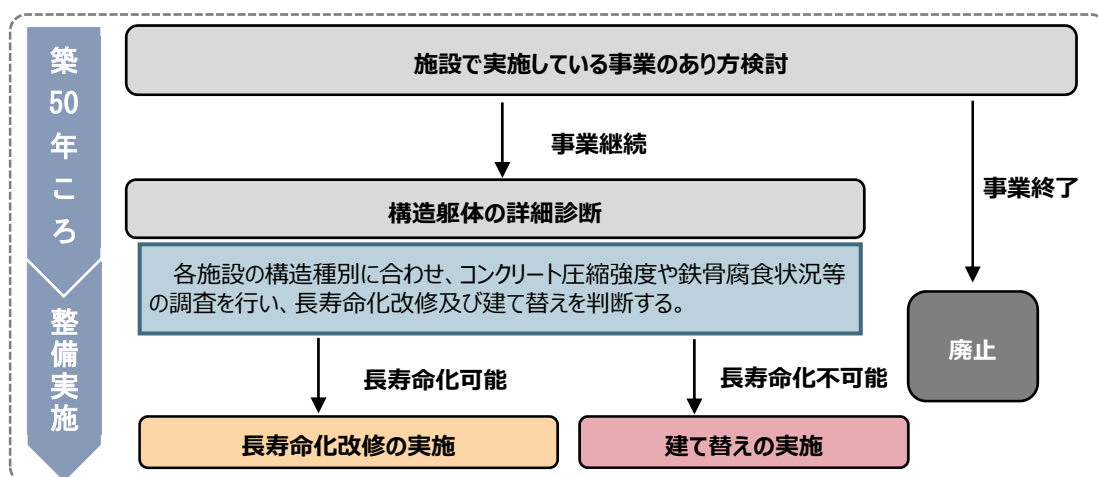 築50年ころ
施設で実施している事業のあり方検討
事業継続
事業終了
構造躯体の詳細診断
各施設の構造種別に合わせ、コンクリート圧縮強度や鉄骨腐食状況等
の調査を行い、長寿命化改修及び建て替えを判断する。
整備実施
廃止
長寿命化可能
長寿命化不可能
長寿命化改修の実施
建て替えの実施